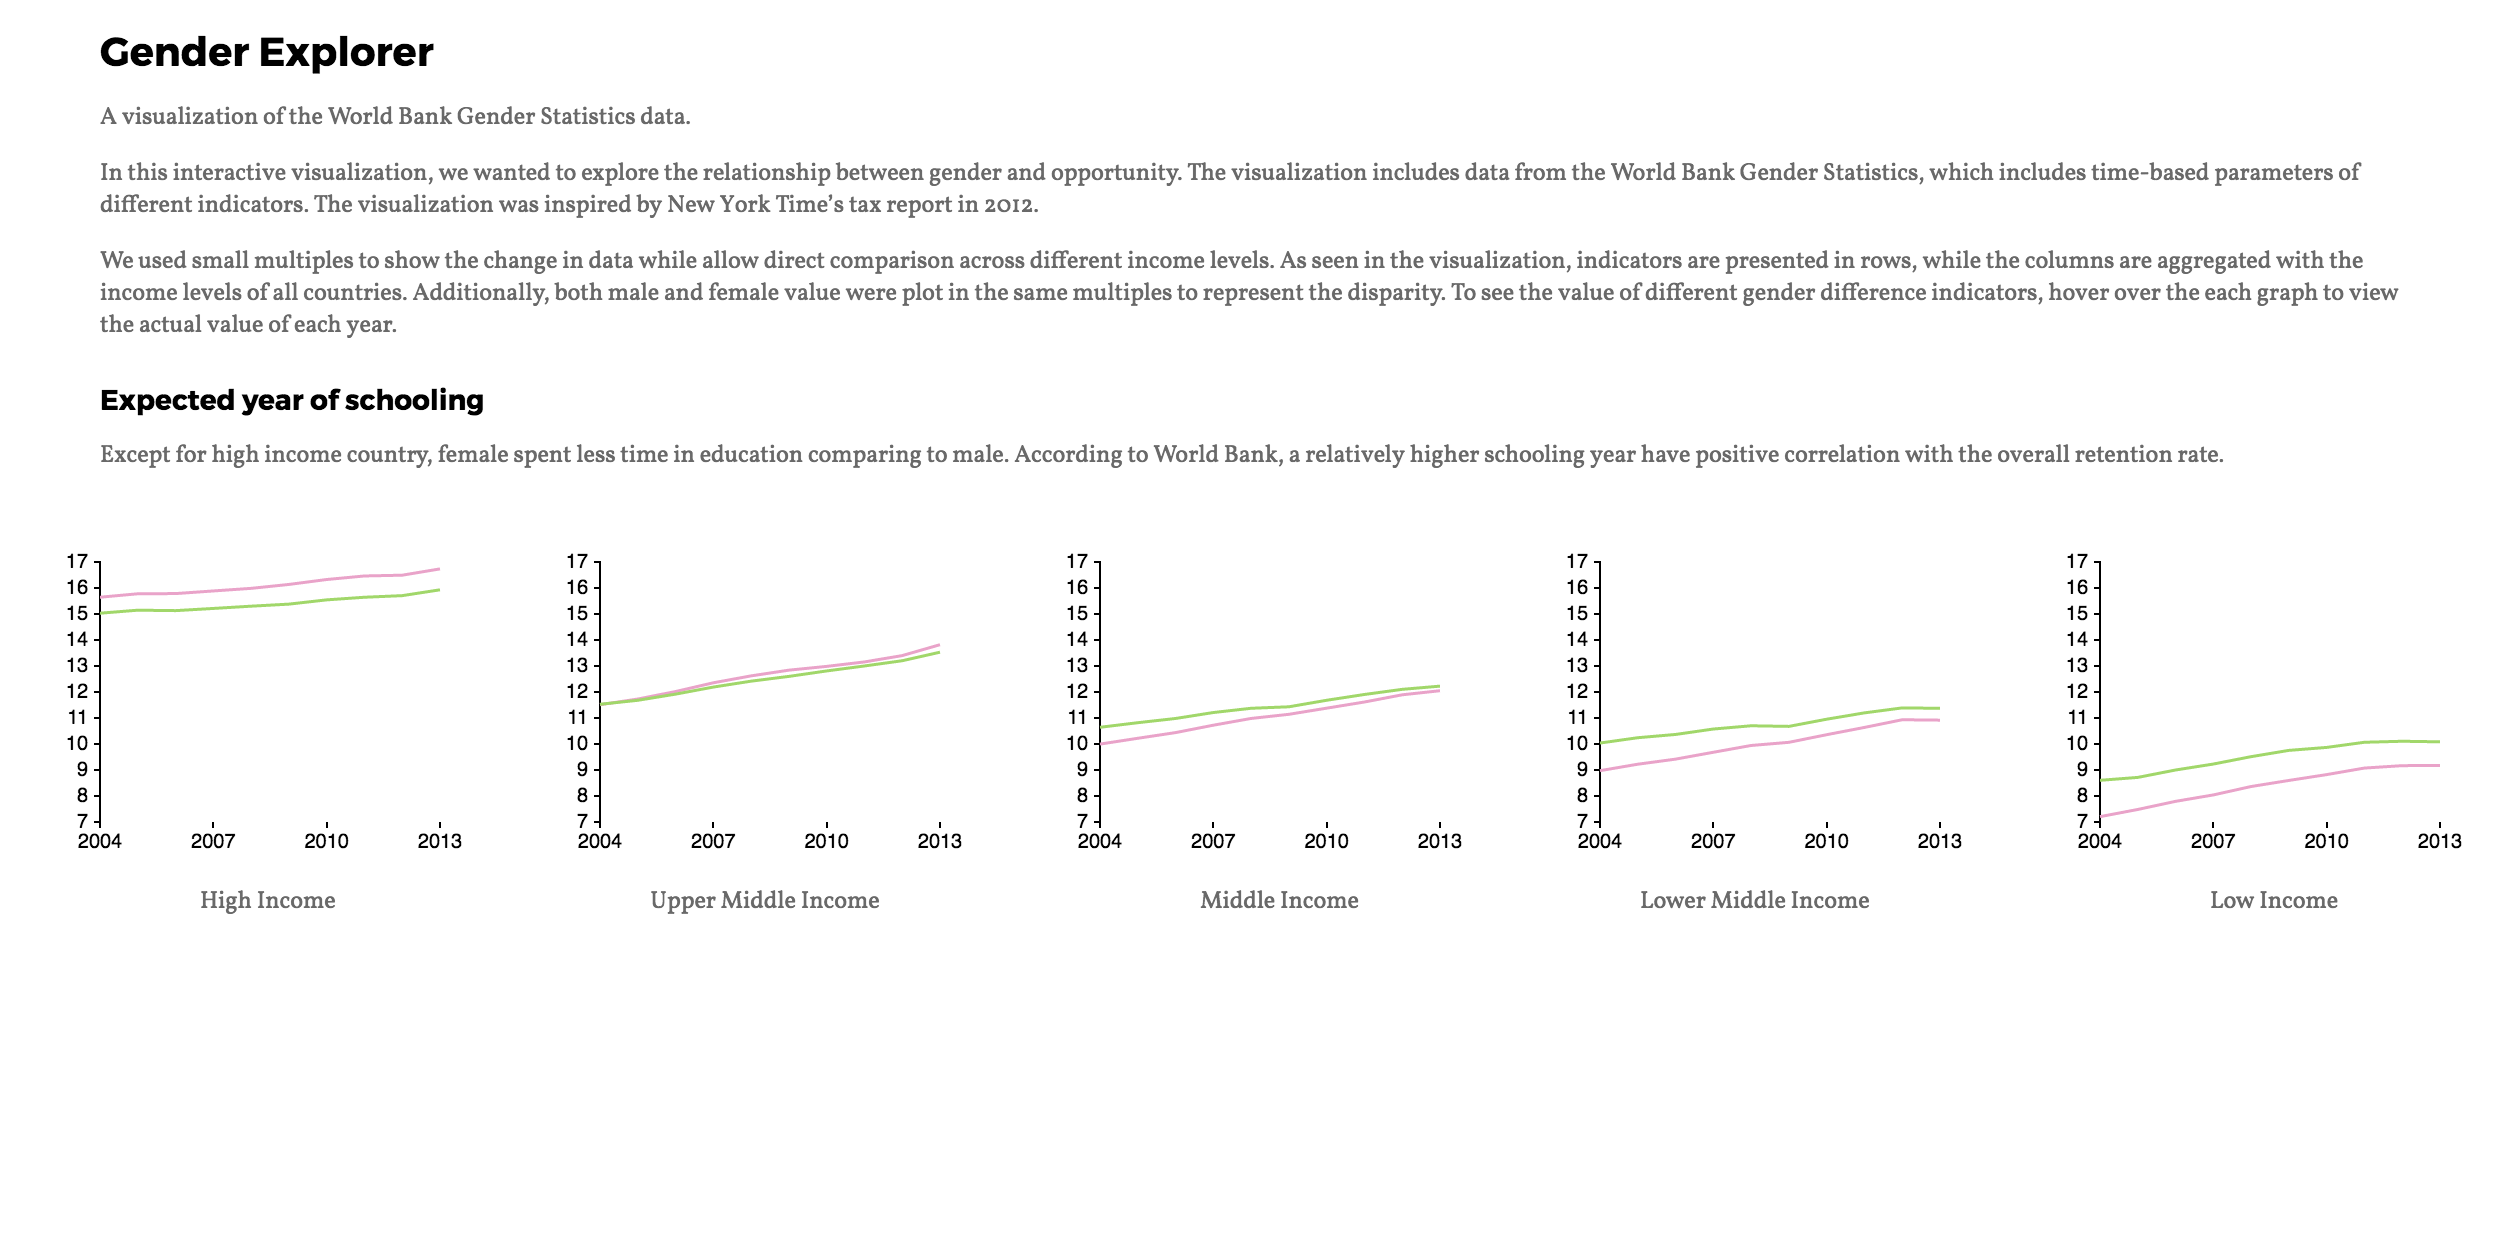 Gender Explorer
A visualization of the World Bank Gender Statistics data.
In this interactive visualization, we wanted to explore the relationship between gender and opportunity. The visualization includes data from the World Bank Gender Statistics, which includes time-based parameters of
different indicators. The visualization was inspired by New York Time’s tax report in 2012.
We used small multiples to show the change in data while allow direct comparison across different income levels. As seen in the visualization, indicators are presented in rows, while the columns are aggregated with the
income levels of all countries. Additionally, both male and female value were plot in the same multiples to represent the disparity. To see the value of different gender difference indicators, hover over the each graph to view
the actual value of each year.
Expected year of schooling
Except for high income country, female spent less time in education comparing to male. According to World Bank, a relatively higher schooling year have positive correlation with the overall retention rate.
17 17 17 17 17
16 16 16 16 16
15 15 15 15 15
14 14 14 14 14
13 13 13 13 13
12 12 12 12 12
11 11 11 11 11
10 10 10 10 10
9 9 9 9 9
8 8 8 8 8
7 7 7 7 7
2004 2007 2010 2013 2004 2007 2010 2013 2004 2007 2010 2013 2004 2007 2010 2013 2004 2007 2010 2013
High Income Upper Middle Income Middle Income Lower Middle Income Low Income